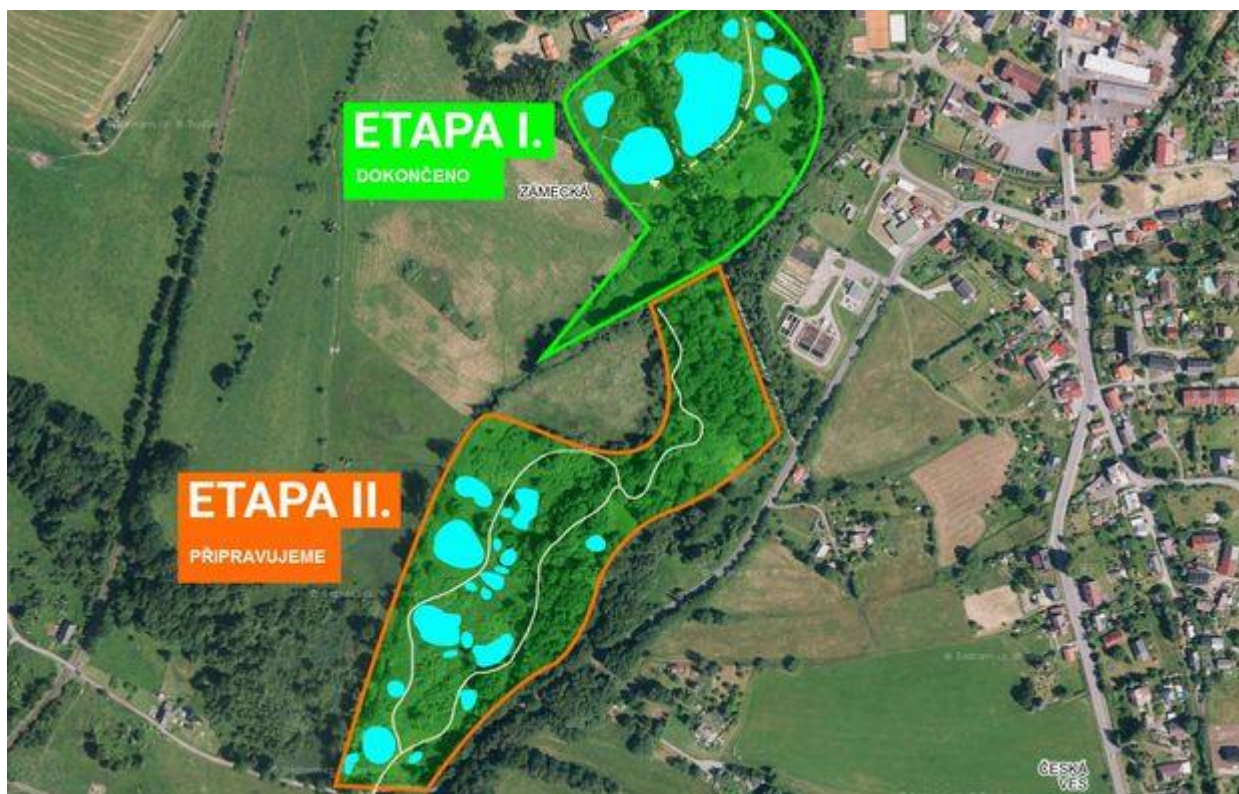 ETAPA I.
DOKONČENO
ZÁMECKÁ
ETAPA II.
PŘIPRAVUJEME
ČESKÁ
VES